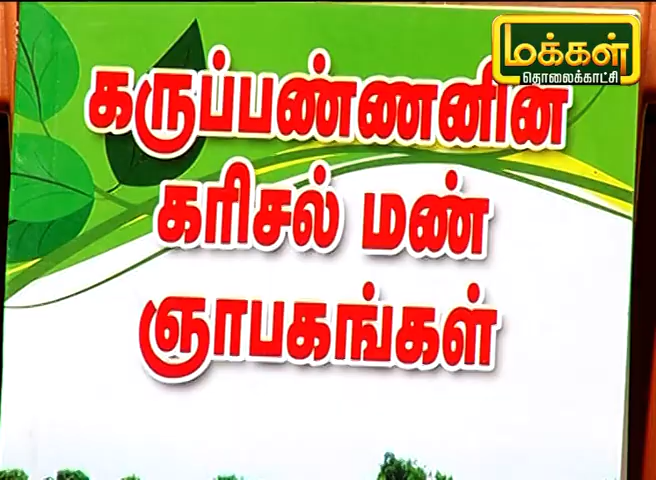 மக்கள்
தொலைக்காட்சி
கருப்பண்ணனின்
கரிசல் மண்
ஞாபகங்கள்